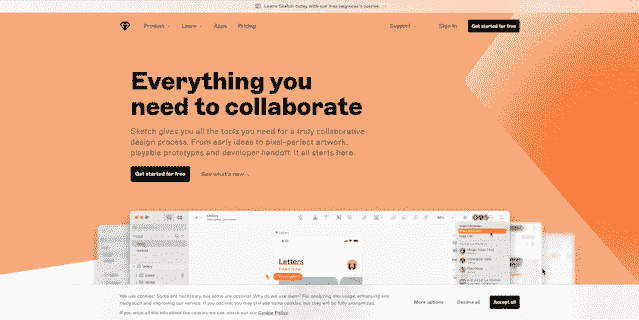 Learn Sketch today with our free beginner's course.
Product Learn Apps Pricing Support Sign in Get started for free
Everything you
need to collaborate
Sketch gives you all the tools you need for a truly collaborative
design process. From early ideas to pixel-perfect artwork,
playable prototypes and developer handoff. It all starts here.
Get started for free See what's new
Letters
Letters
Letters
We use cookies! Some are necessary, but some are optional! Why do we use them? For analyzing site usage, enhancing site
navigation and improving our service. If you decline, you may still see some cookies, but they will be fully anonymized.
If you want all the info about the cookies we use, check out our Cookie Policy.
More options Decline all Accept all